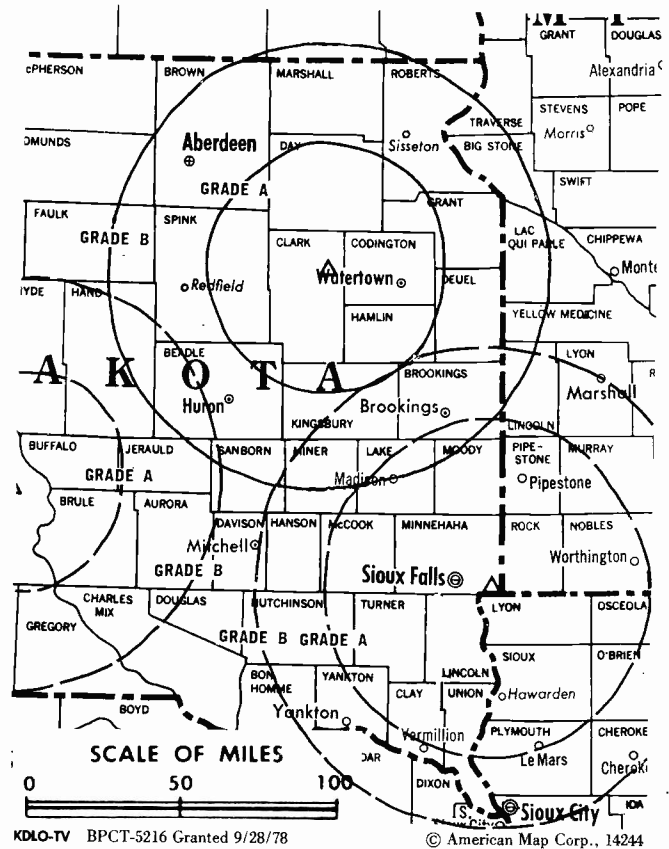 M I
GRANT DOUGLAS
cPHERSON BROWN MARSHALL ROBERTS Alexandria
STEVENS POPE
TRAVERSE Morris
DMUNDS Aberdeen DAY Sisseton BIG STONE
GRADE A SWIFT
GRANT
FAULK SPINK
GRADE B CLARK CODINGTON LAC
QUI PARLE CHIPPEWA
Redfield Watertown DEUEL Monte
YDE HAND
HAMLIN YELLOW MEDICINE
BEADLE LYON
A K O T A BROOKINGS Marshall
Huron Brookings
KINGSBURY LINCOLN
BUFFALO JERAULD SANBORN MINER LAKE MOODY PIPE-
STONE MURRAY
GRADE A Madison Pipestone
BRULE AURORA
DAVISON HANSON McCOOK MINNEHAHA ROCK NOBLES
Mitchell Worthington
GRADE B Sioux Falls
CHARLES
MIX DOUGLAS HUTCHINSON TURNER LYON OSCEOLA
GREGORY
GRADE B GRADE A SIOUX O'BRIEN
BON
HOMME YANKTON LINCOLN
CLAY UNION Hawarden
BOYD Yankton
Vermillion PLYMOUTH CHEROKE
SCALE OF MILES DAR Le Mars Cheroki
0 50 100 DIXON
S. Sioux City IDA
KDLO-TV BPCT-5216 Granted 9/28/78 © American Map Corp., 14244